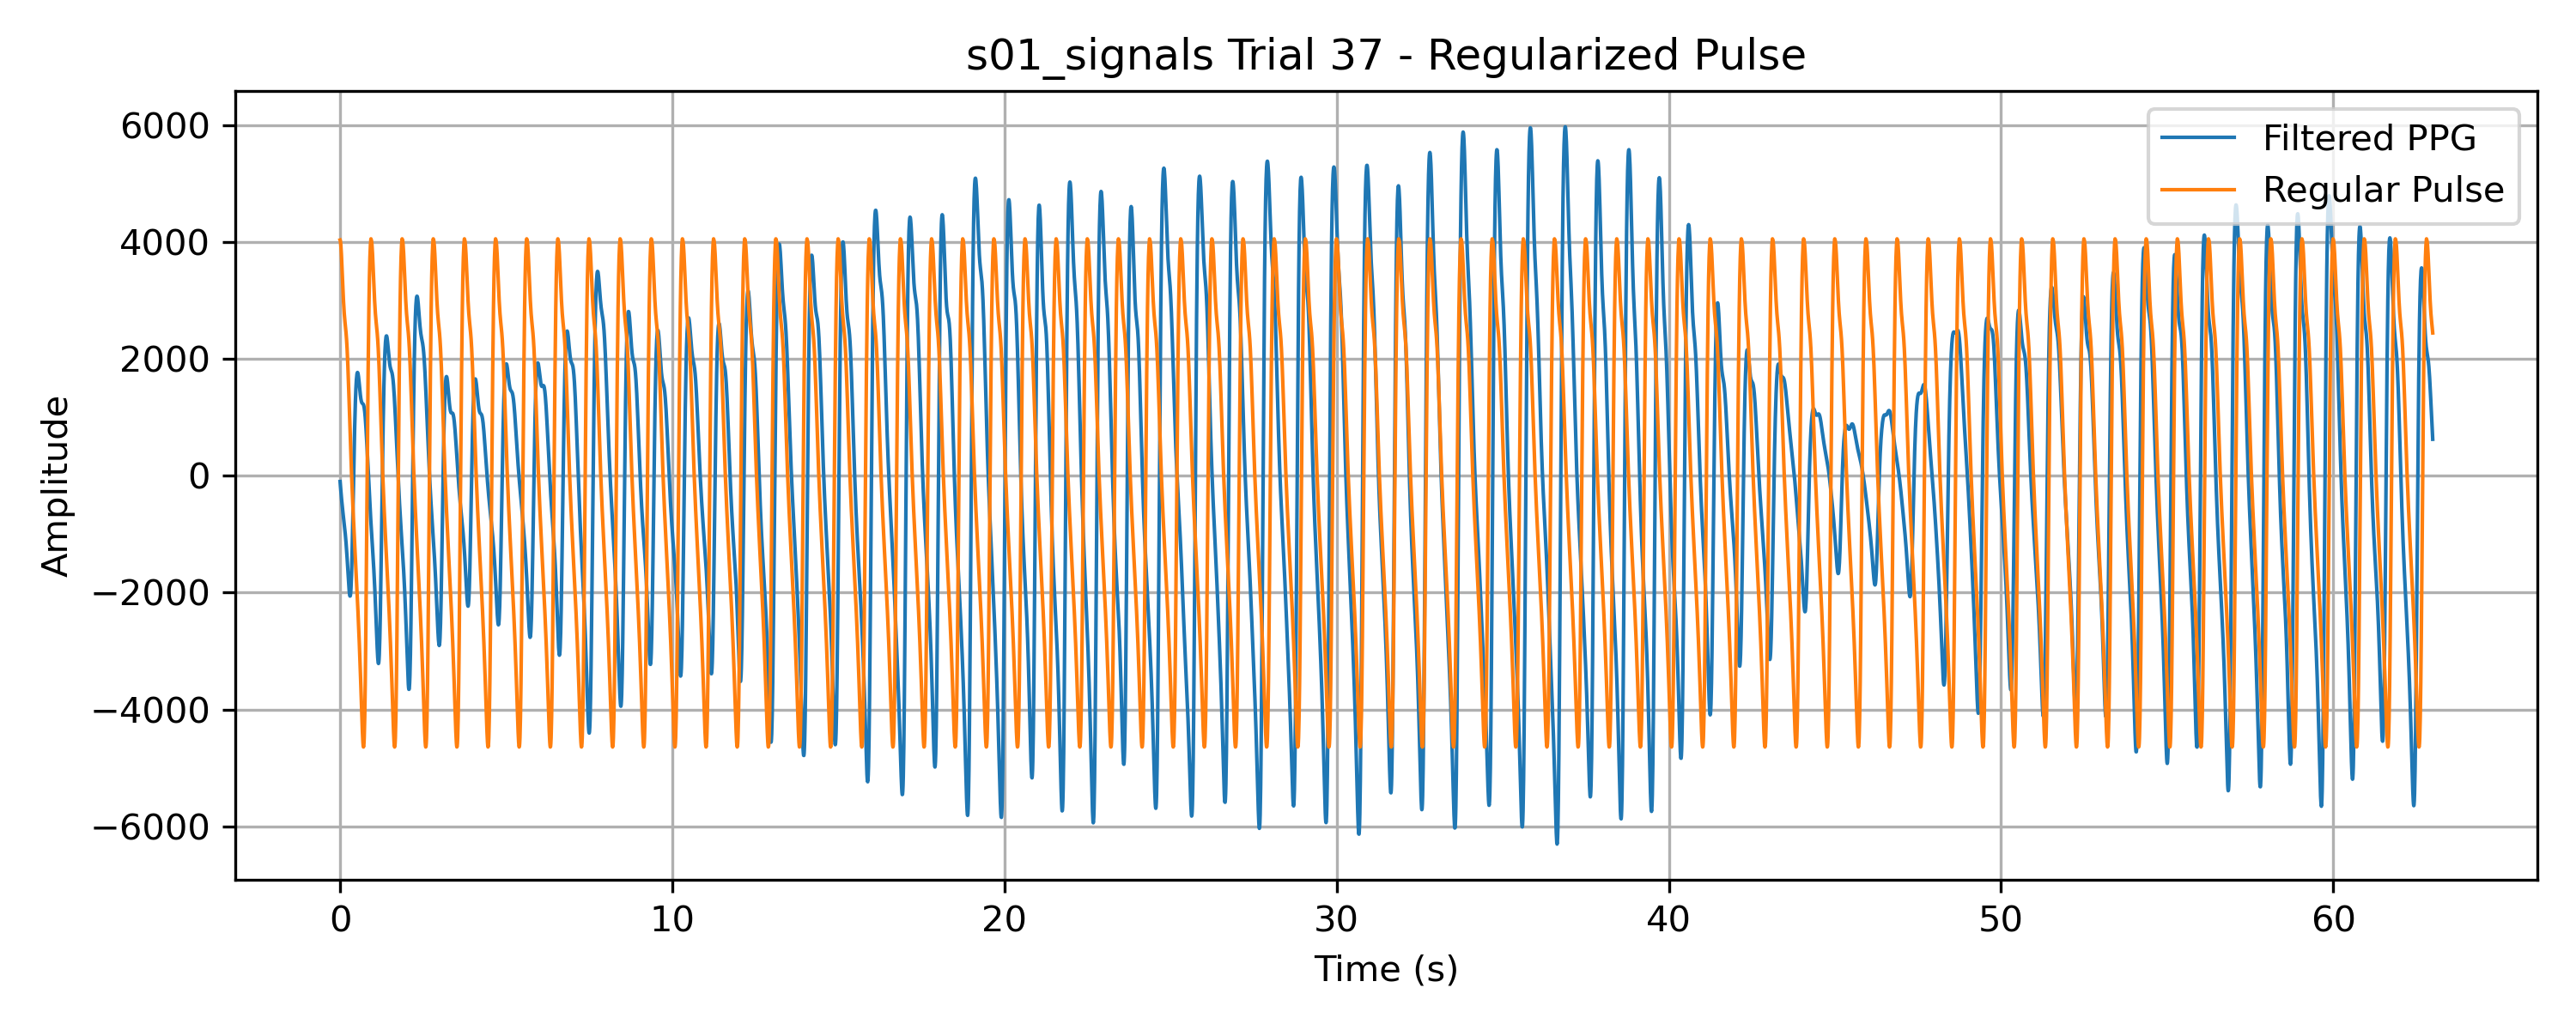 s01_signals Trial 37 - Regularized Pulse
Filtered PPG
Regular Pulse
Amplitude
6000
4000
2000
0
−2000
−4000
−6000
0 10 20 30 40 50 60
Time (s)